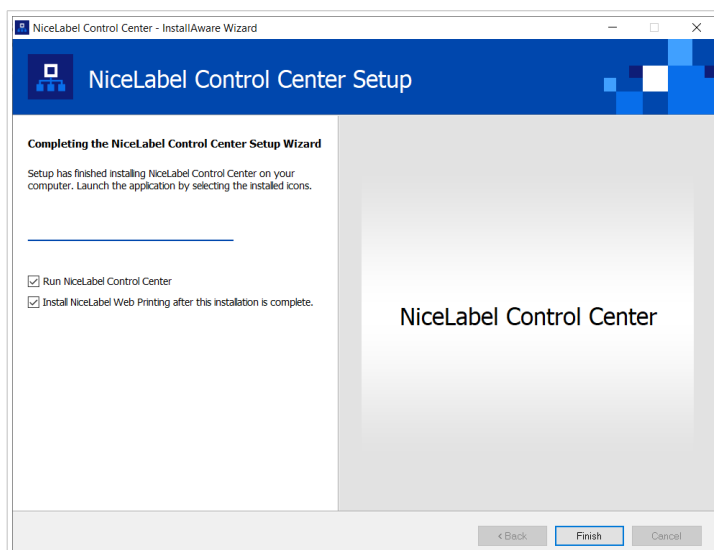 NiceLabel Control Center - InstallAware Wizard
NiceLabel Control Center Setup
Completing the NiceLabel Control Center Setup Wizard
Setup has finished installing NiceLabel Control Center on your
computer. Launch the application by selecting the installed icons.
Run NiceLabel Control Center
Install NiceLabel Web Printing after this installation is complete.
NiceLabel Control Center
< Back
Finish
Cancel